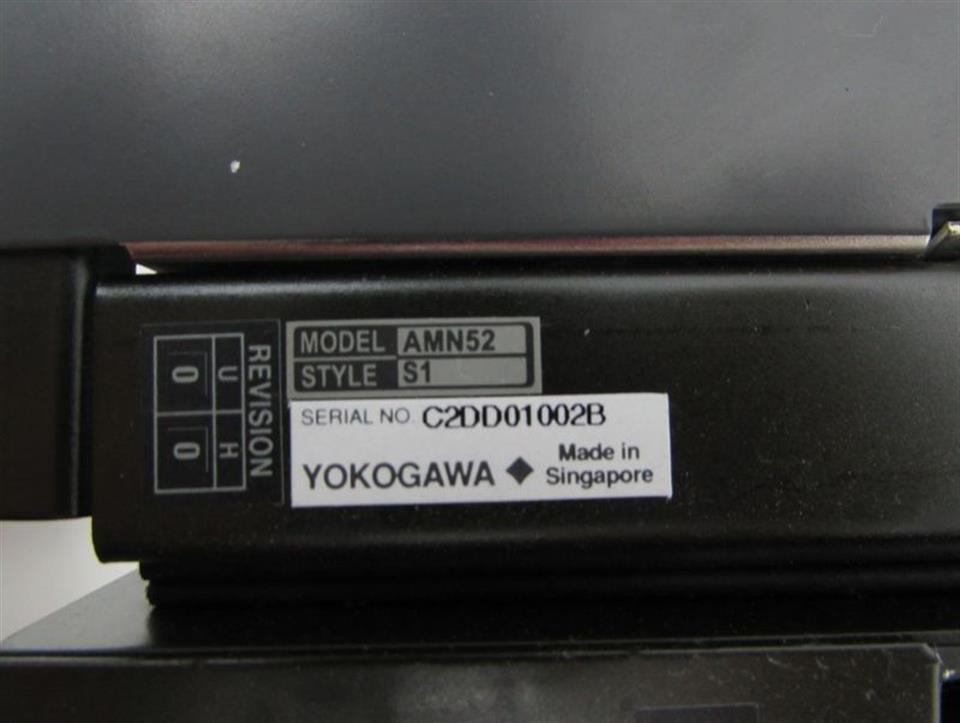 REVISION
U H
0 0
MODEL AMN52
STYLE S1
SERIAL NO. C2DD01002B
YOKOGAWA ◆ Made in
Singapore